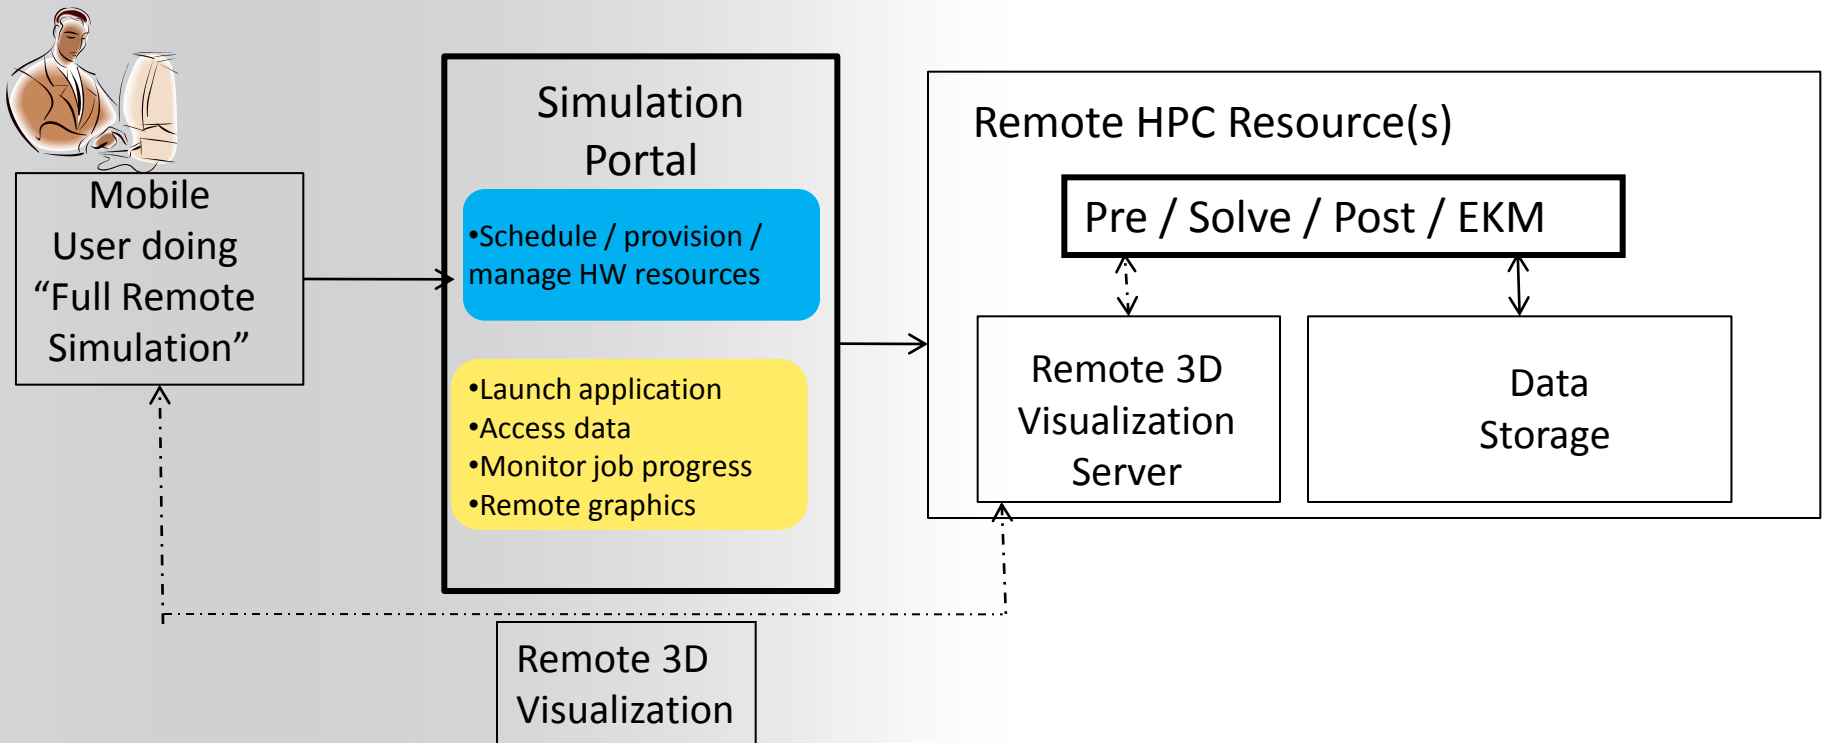 Mobile
User doing
“Full Remote
Simulation”
Simulation
Portal
•Schedule / provision /
manage HW resources
•Launch application
•Access data
•Monitor job progress
•Remote graphics
Remote HPC Resource(s)
Pre / Solve / Post / EKM
Remote 3D
Visualization
Server
Data
Storage
Remote 3D
Visualization